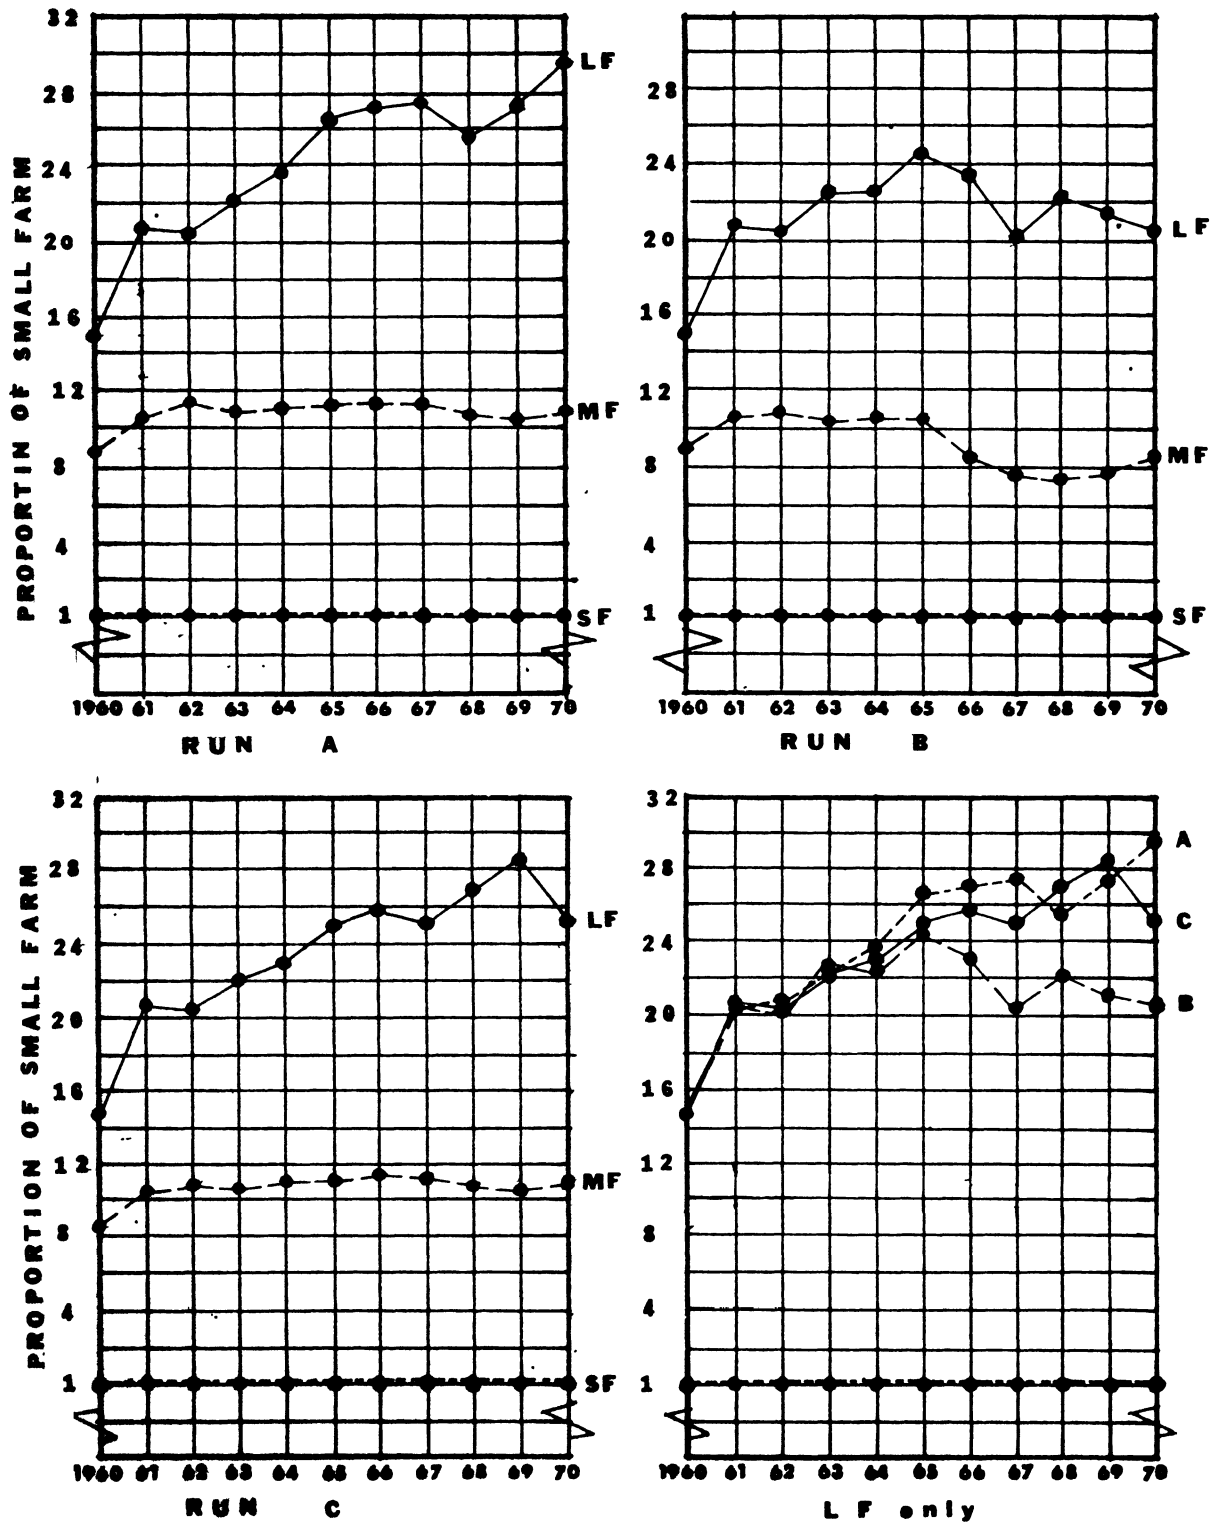 PROPORTIN OF SMALL FARM
32
28
24
20
16
12
8
4
1
LF
MF
SF
1960 61 62 63 64 65 66 67 68 69 70
RUN A
28
24
20
16
12
8
4
1
LF
MF
SF
1960 61 62 63 64 65 66 67 68 69 70
RUN B
PROPORTION OF SMALL FARM
32
28
24
20
16
12
8
4
1
LF
MF
SF
1960 61 62 63 64 65 66 67 68 69 70
RUN C
32
28
24
20
16
12
8
4
1
A
C
B
1960 61 62 63 64 65 66 67 68 69 70
LF only